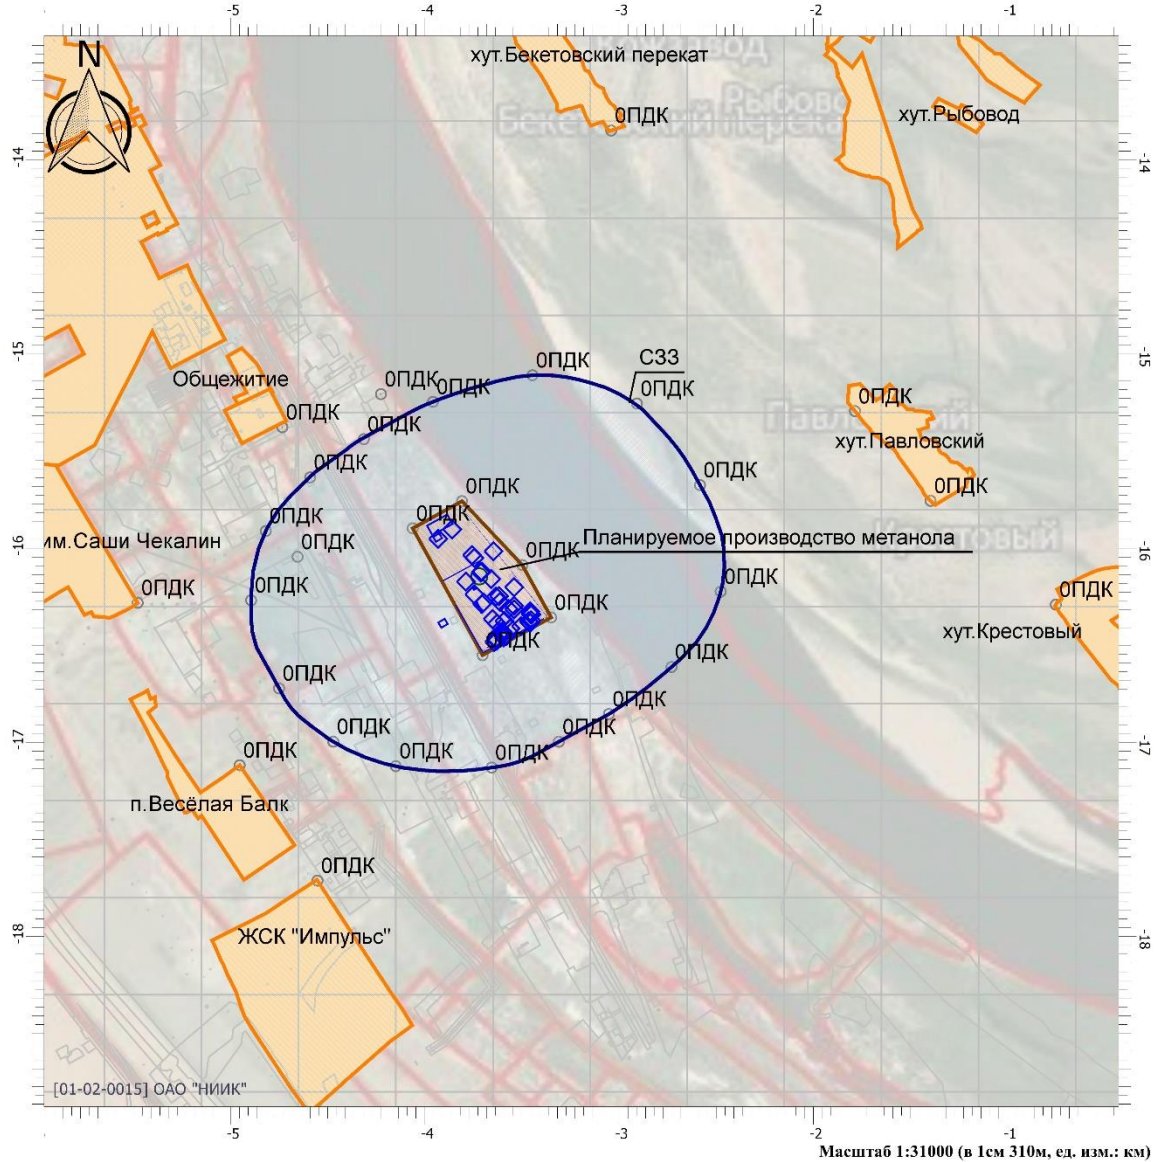 -5 -4 -3 -2 -1
N
хут.Бекетовский перекат
0ПДК
хут.Рыбовод
-14 -14
-15 -15
Общежитие
0ПДК
0ПДК
0ПДК
0ПДК
СЗЗ
0ПДК
0ПДК
0ПДК
0ПДК
хут.Павловский
0ПДК
0ПДК
0ПДК
0ПДК
0ПДК
0ПДК
им.Саши Чекалин
0ПДК
Планируемое производство метанола
-16 -16
0ПДК
0ПДК
0ПДК
0ПДК
0ПДК
хут.Крестовый
0ПДК
0ПДК
0ПДК
0ПДК
0ПДК
0ПДК
0ПДК
0ПДК
-17 -17
0ПДК
п.Весёлая Балк
0ПДК
ЖСК "Импульс"
-18 -18
[01-02-0015] ОАО "НИИК"
-5 -4 -3 -2 -1
Масштаб 1:31000 (в 1см 310м, ед. изм.: км)